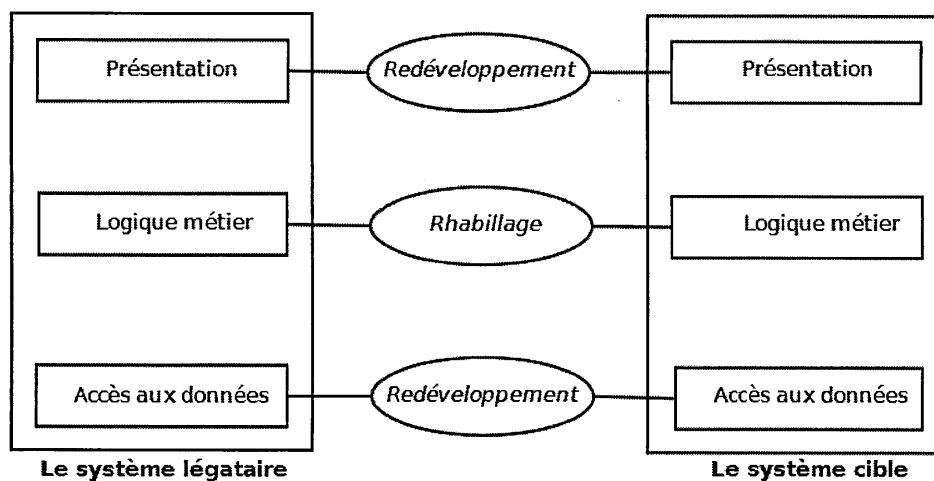 Présentation
Redéveloppement
Présentation
Logique métier
Rhabillage
Logique métier
Accès aux données
Redéveloppement
Accès aux données
Le système légataire
Le système cible